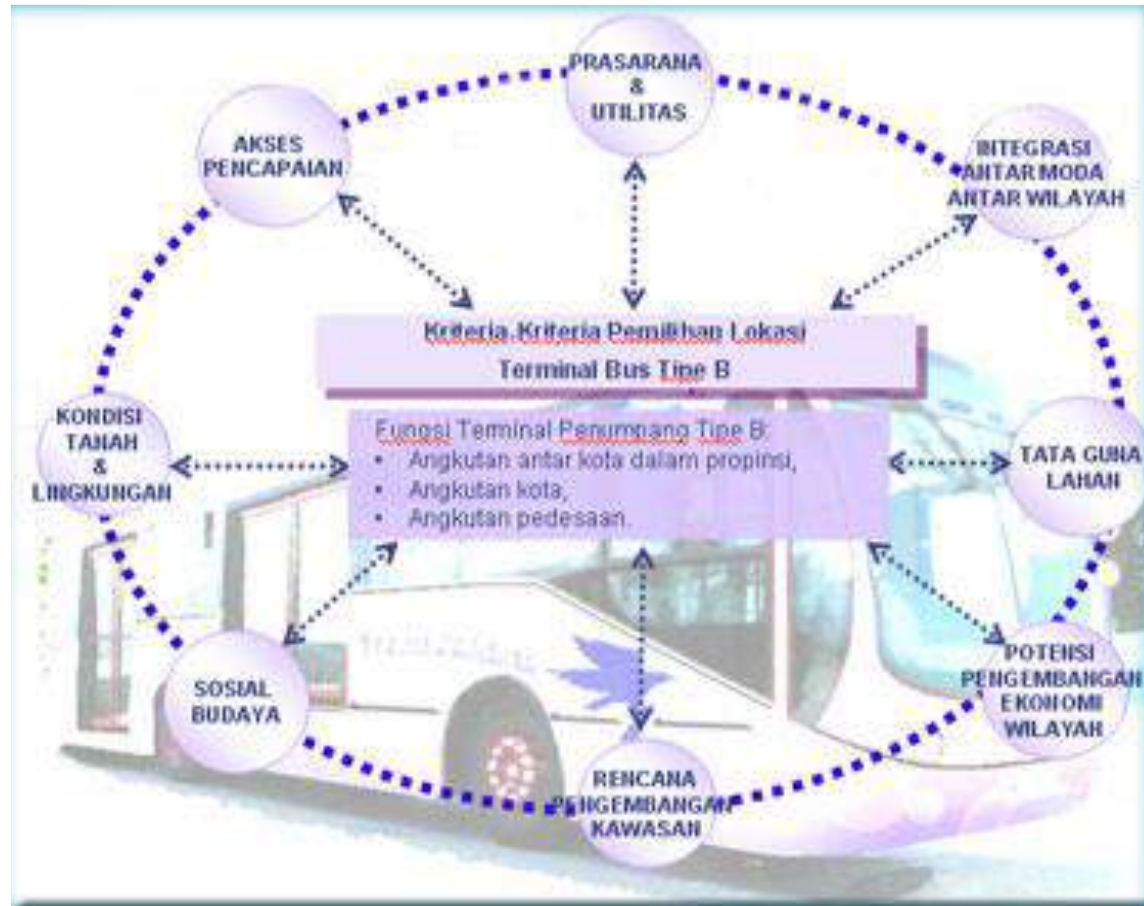 PRASARANA
&
UTILITAS
AKSES
PENCAPAIAN
INTEGRASI
ANTAR MODA
ANTAR WILAYAH
Kriteria-Kriteria Pemilihan Lokasi
Terminal Bus Tipe B
KONDISI
TANAH
&
LINGKUNGAN
Fungsi Terminal Penumpang Tipe B:
• Angkutan antar kota dalam propinsi,
• Angkutan kota,
• Angkutan pedesaan.
TATA GUNA
LAHAN
SOSIAL
BUDAYA
POTENSI
PENGEMBANGAN
EKONOMI
WILAYAH
RENCANA
PENGEMBANGAN
KAWASAN